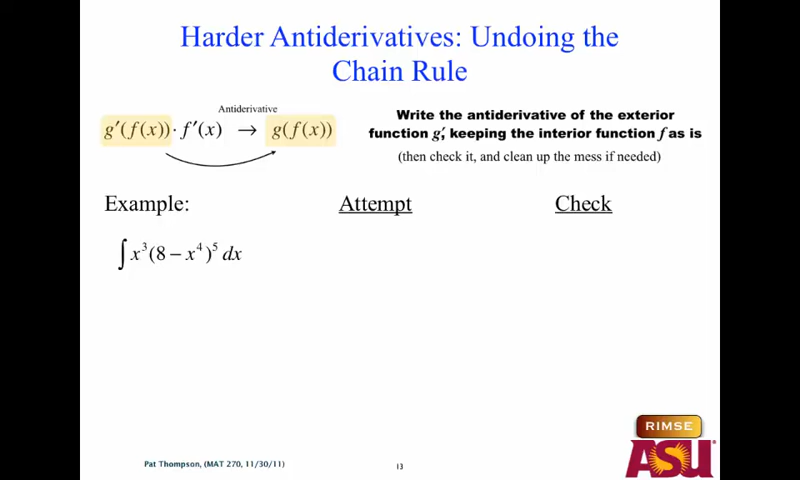 Harder Antiderivatives: Undoing the
Chain Rule
Antiderivative
g′(f(x))·f′(x) → g(f(x))
Write the antiderivative of the exterior
function g′, keeping the interior function f as is
(then check it, and clean up the mess if needed)
Example: Attempt Check
∫x³(8 − x⁴)⁵ dx
RIMSE
ASU
Pat Thompson, (MAT 270, 11/30/11)
13